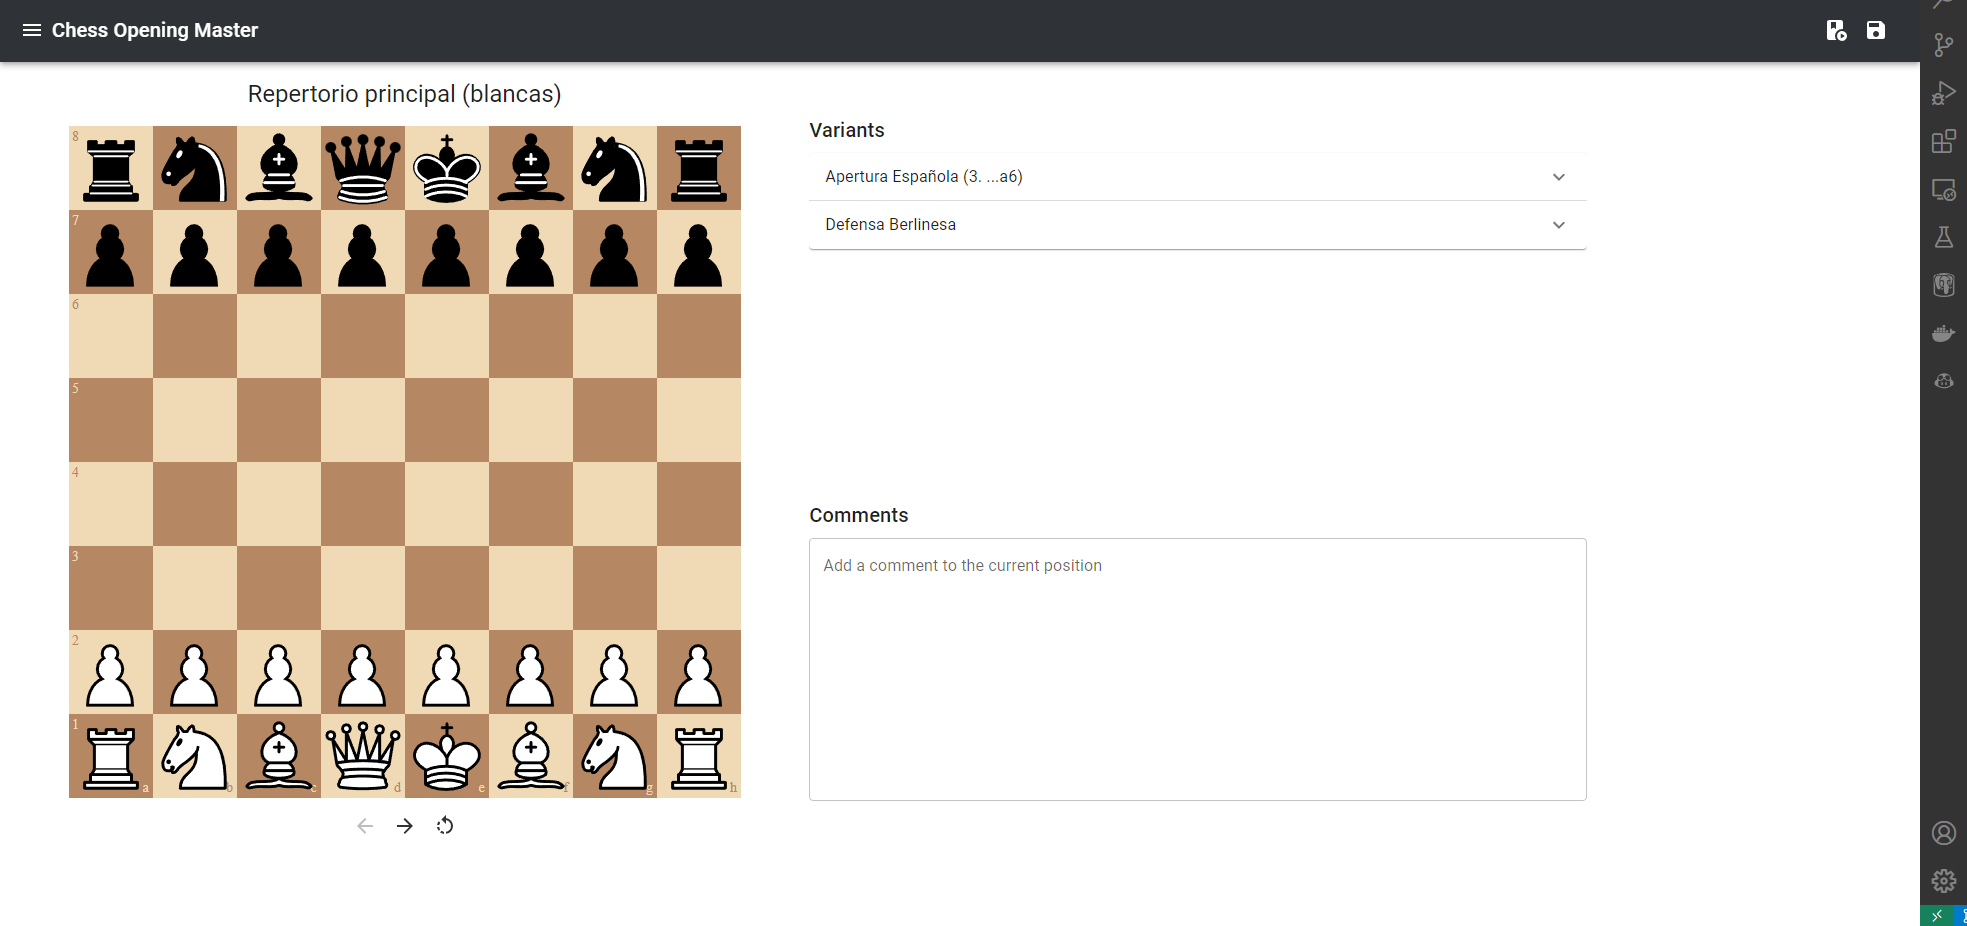 Chess Opening Master
Repertorio principal (blancas)
Variants
Apertura Española (3. ...a6)
Defensa Berlinesa
Comments
Add a comment to the current position
8
7
6
5
4
3
2
1
a b c d e f g h